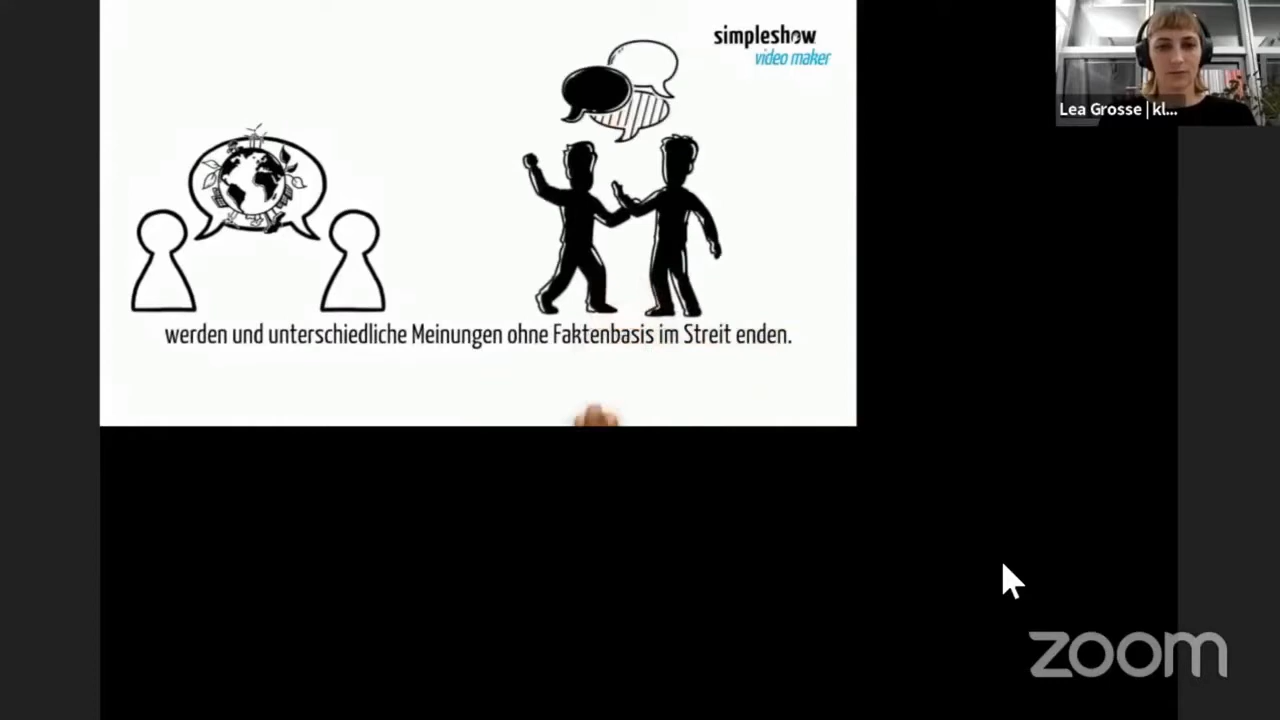 simpleshow
video maker
Lea Grosse | kl...
werden und unterschiedliche Meinungen ohne Faktenbasis im Streit enden.
zoom